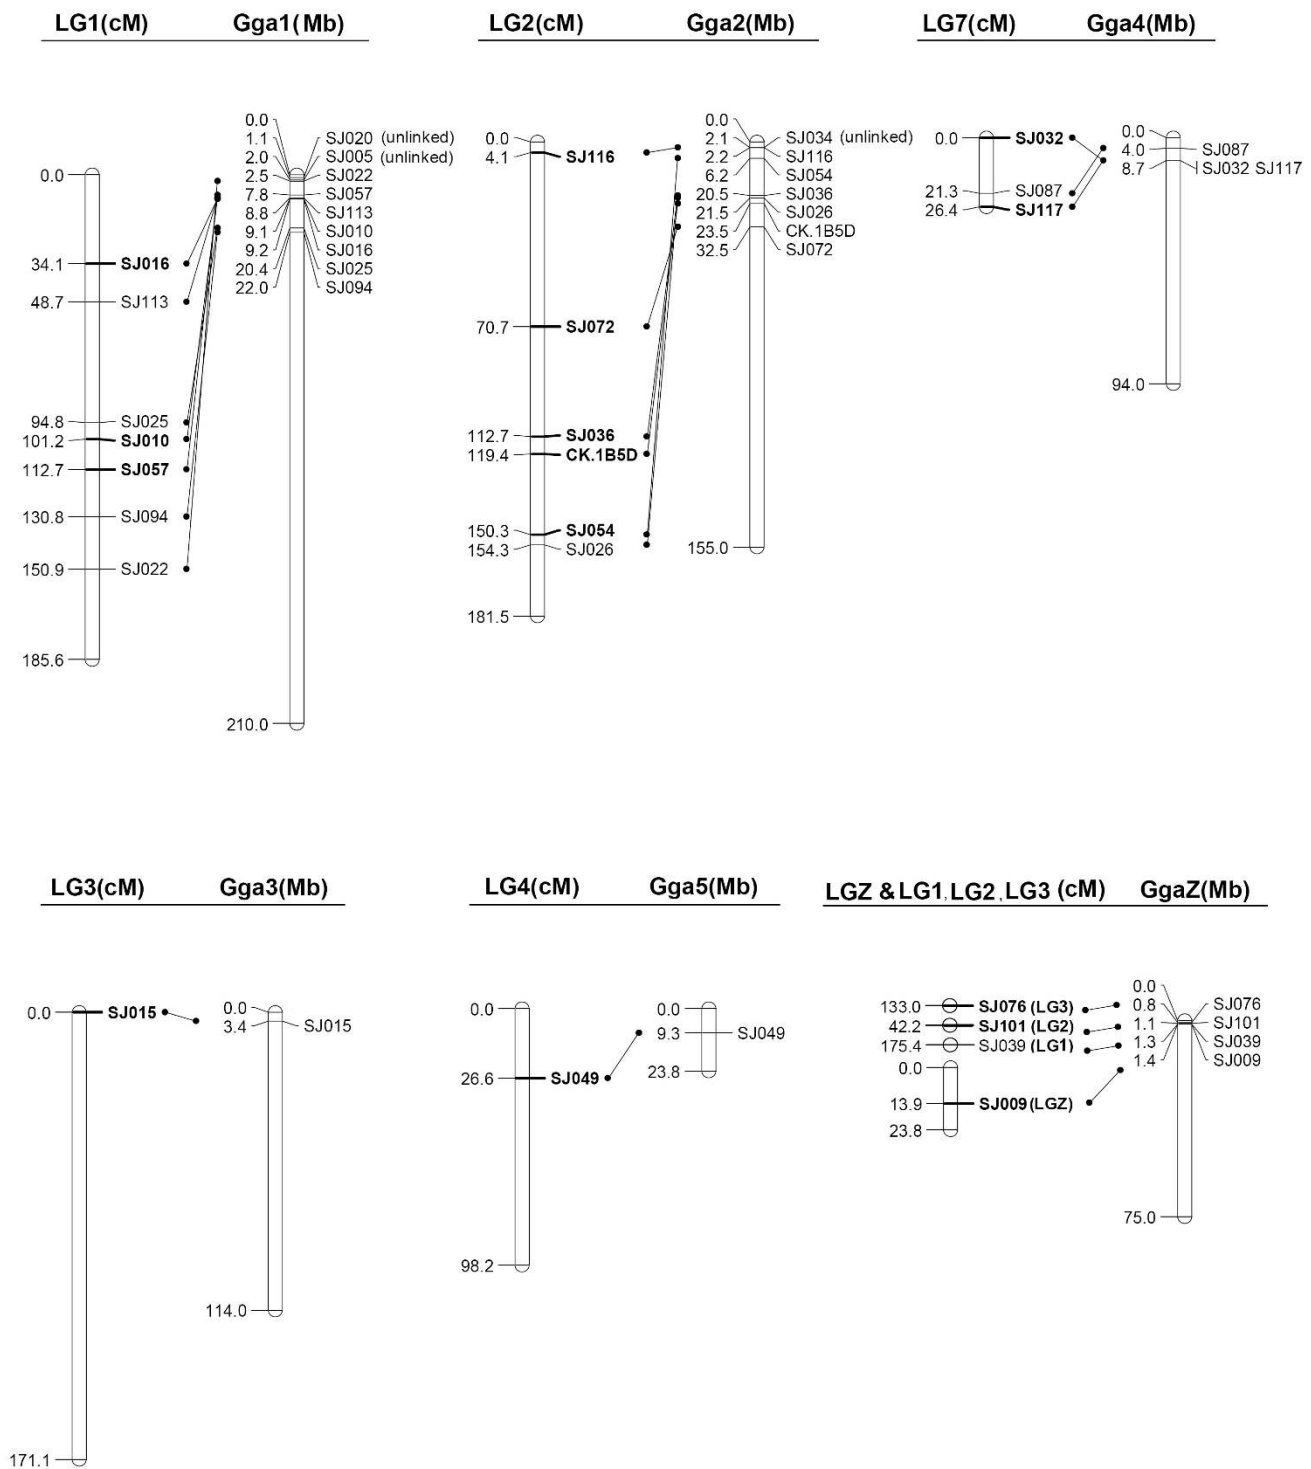 LG1(cM) Gga1(Mb)
0.0
34.1 SJ016
48.7 SJ113
94.8 SJ025
101.2 SJ010
112.7 SJ057
130.8 SJ094
150.9 SJ022
185.6
0.0
1.1 SJ020 (unlinked)
2.0 SJ005 (unlinked)
2.5 SJ022
7.8 SJ057
8.8 SJ113
9.1 SJ010
9.2 SJ016
20.4 SJ025
22.0 SJ094
210.0
LG2(cM) Gga2(Mb)
0.0
4.1 SJ116
70.7 SJ072
112.7 SJ036
119.4 CK.1B5D
150.3 SJ054
154.3 SJ026
181.5
0.0
2.1 SJ034 (unlinked)
2.2 SJ116
6.2 SJ054
20.5 SJ036
21.5 SJ026
23.5 CK.1B5D
32.5 SJ072
155.0
LG7(cM) Gga4(Mb)
0.0 SJ032
21.3 SJ087
26.4 SJ117
0.0
4.0 SJ087
8.7 SJ032 SJ117
94.0
LG3(cM) Gga3(Mb)
0.0 SJ015
171.1
0.0
3.4 SJ015
114.0
LG4(cM) Gga5(Mb)
0.0
26.6 SJ049
98.2
0.0
9.3 SJ049
23.8
LGZ & LG1, LG2, LG3 (cM) GgaZ(Mb)
133.0 SJ076 (LG3)
42.2 SJ101 (LG2)
175.4 SJ039 (LG1)
0.0
13.9 SJ009 (LGZ)
23.8
0.0
0.8 SJ076
1.1 SJ101
1.3 SJ039
1.4 SJ009
75.0